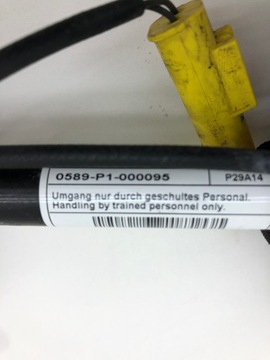 0589-P1-000095 P29A14
Umgang nur durch geschultes Personal.
Handling by trained personnel only.